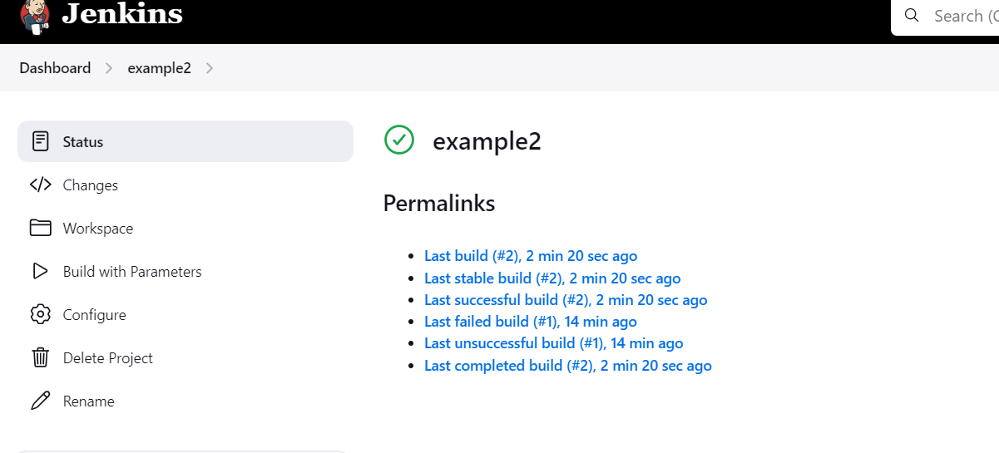 Jenkins
Search (C
Dashboard
example2
Status
Changes
Workspace
Build with Parameters
Configure
Delete Project
Rename
example2
Permalinks
Last build (#2), 2 min 20 sec ago
Last stable build (#2), 2 min 20 sec ago
Last successful build (#2), 2 min 20 sec ago
Last failed build (#1), 14 min ago
Last unsuccessful build (#1), 14 min ago
Last completed build (#2), 2 min 20 sec ago